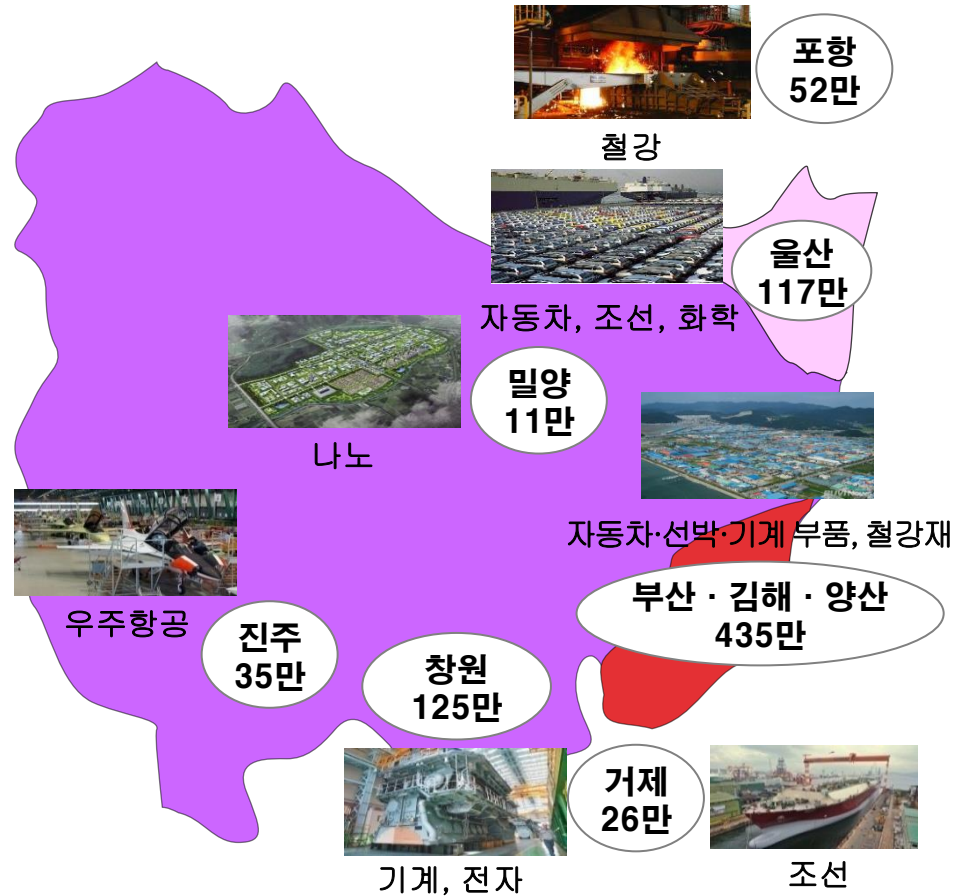 포항
52만
철강
울산
117만
자동차, 조선, 화학
밀양
11만
나노
자동차·선박·기계 부품, 철강재
부산 · 김해 · 양산
435만
우주항공
진주
35만
창원
125만
거제
26만
기계, 전자
조선